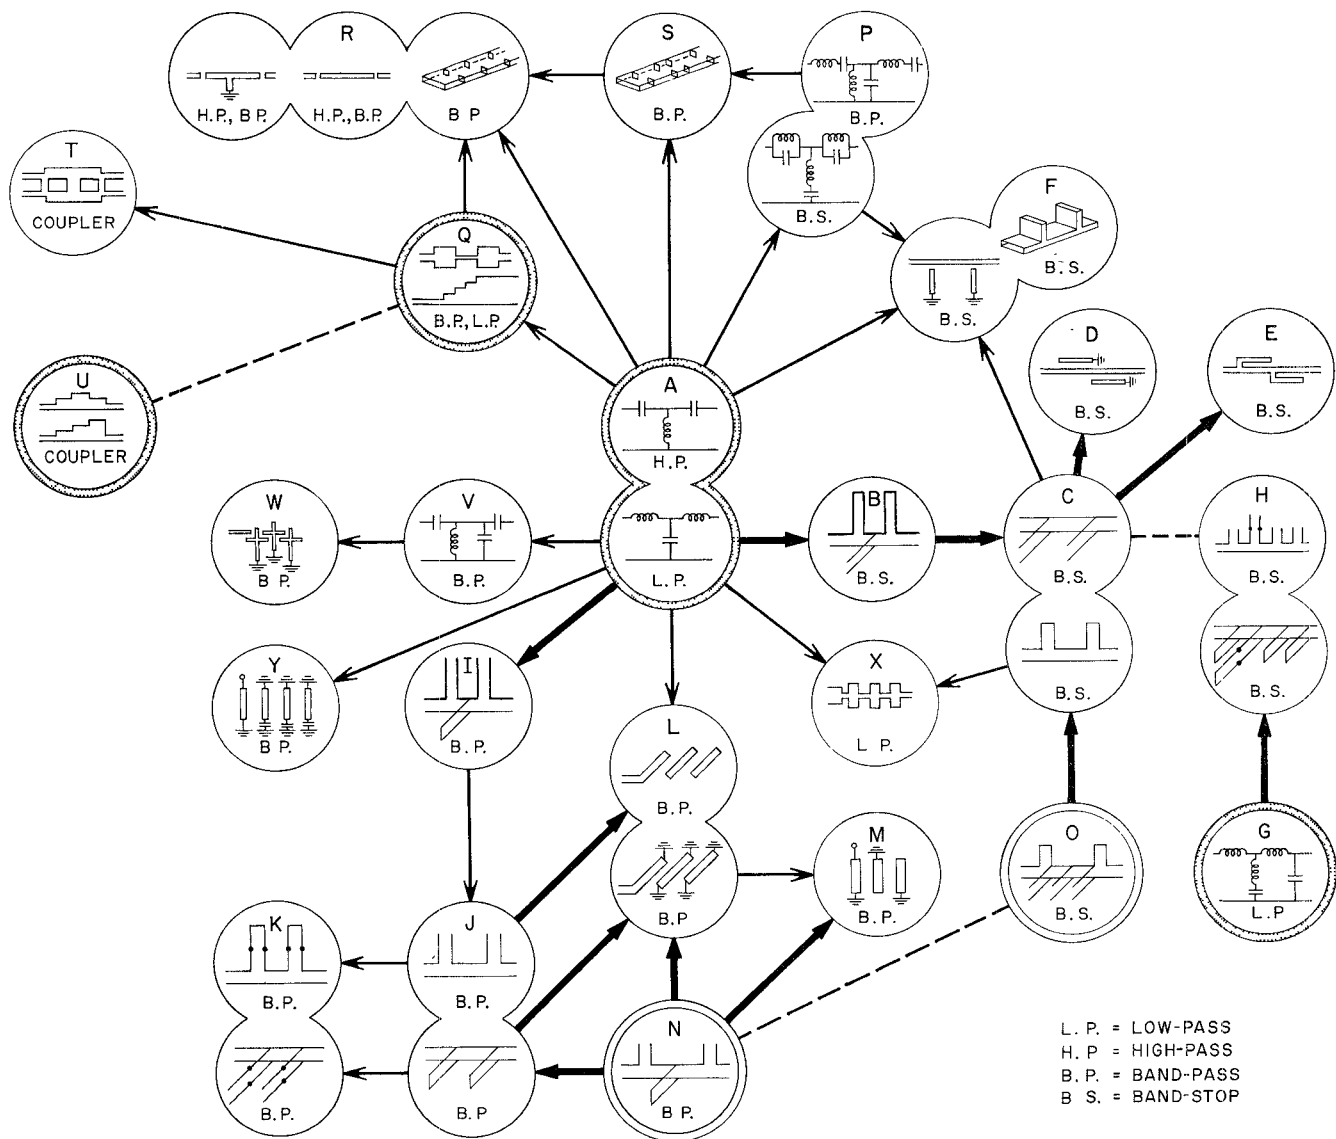 R
H.P., B P.
H.P., B.P.
B P
S
B.P.
P
B.P.
B.S.
F
B.S.
B.S.
T
COUPLER
Q
B.P., L.P.
U
COUPLER
A
H.P.
L.P.
D
B.S.
E
B.S.
W
B P.
V
B.P.
B
B.S.
C
B.S.
B.S.
H
B.S.
B.S.
Y
B P.
I
B.P.
X
L P.
L
B.P.
B.P
M
B.P.
O
B.S.
G
L.P
K
B.P.
B.P.
J
B.P.
B.P
N
B P.
L. P. = LOW-PASS
H. P = HIGH-PASS
B. P. = BAND-PASS
B S. = BAND-STOP